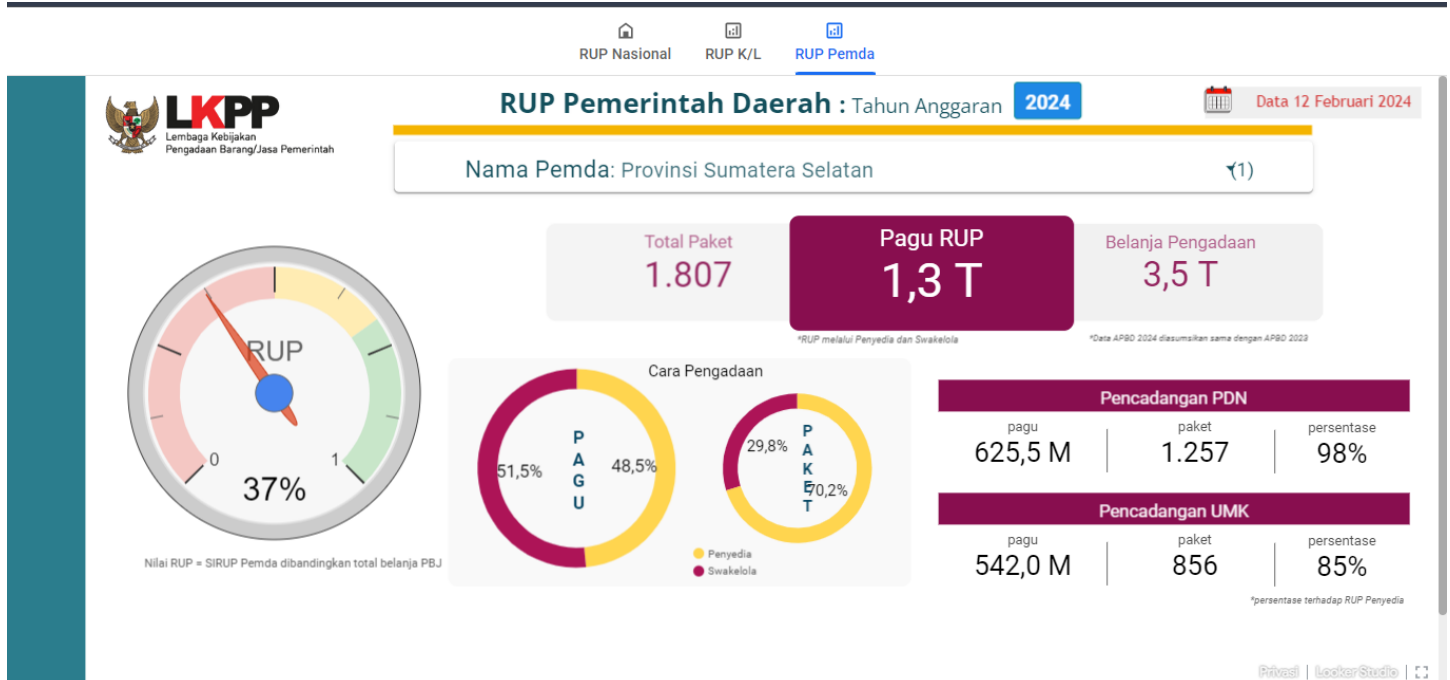 RUP Nasional
RUP K/L
RUP Pemda
LKPP
Lembaga Kebijakan
Pengadaan Barang/Jasa Pemerintah
RUP Pemerintah Daerah : Tahun Anggaran 2024
Data 12 Februari 2024
Nama Pemda: Provinsi Sumatera Selatan (1)
Total Paket
1.807
Pagu RUP
1,3 T
Belanja Pengadaan
3,5 T
*RUP melalui Penyedia dan Swakelola
*Data APBD 2024 diasumsikan sama dengan APBD 2023
RUP
0
1
37%
Nilai RUP = SIRUP Pemda dibandingkan total belanja PBJ
Cara Pengadaan
PAGU
51,5%
48,5%
PAKET
29,8%
70,2%
Penyedia
Swakelola
Pencadangan PDN
pagu
paket
persentase
625,5 M
1.257
98%
Pencadangan UMK
pagu
paket
persentase
542,0 M
856
85%
*persentase terhadap RUP Penyedia
Privasi
Looker Studio